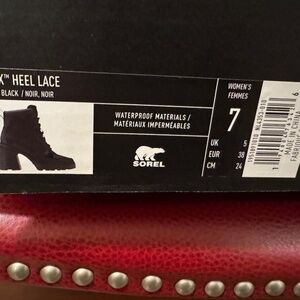 X™ HEEL LACE
BLACK / NOIR, NOIR
WATERPROOF MATERIALS /
MATÉRIAUX IMPERMÉABLES
SOREL
WOMEN'S
FEMMES
7
UK 5
EUR 38
CM 24